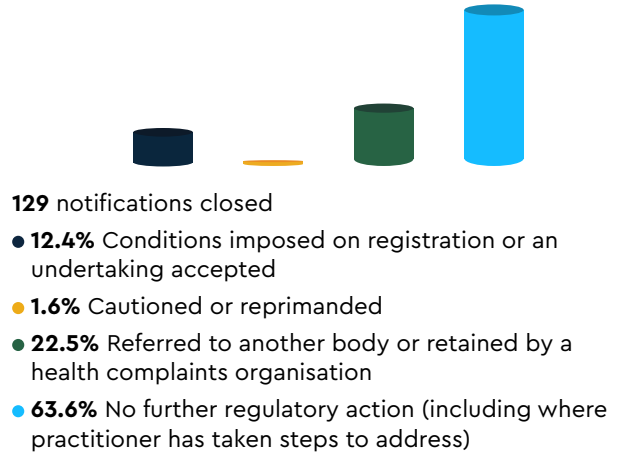 129 notifications closed
12.4% Conditions imposed on registration or an
undertaking accepted
1.6% Cautioned or reprimanded
22.5% Referred to another body or retained by a
health complaints organisation
63.6% No further regulatory action (including where
practitioner has taken steps to address)